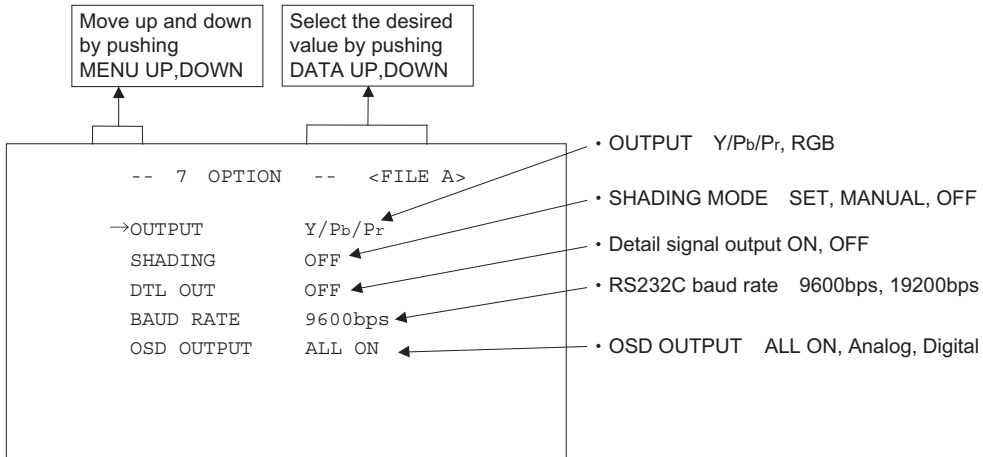 Move up and down
by pushing
MENU UP,DOWN
Select the desired
value by pushing
DATA UP,DOWN
-- 7 OPTION -- <FILE A>
→OUTPUT Y/Pb/Pr
SHADING OFF
DTL OUT OFF
BAUD RATE 9600bps
OSD OUTPUT ALL ON
・OUTPUT Y/Pb/Pr, RGB
・SHADING MODE SET, MANUAL, OFF
・Detail signal output ON, OFF
・RS232C baud rate 9600bps, 19200bps
・OSD OUTPUT ALL ON, Analog, Digital